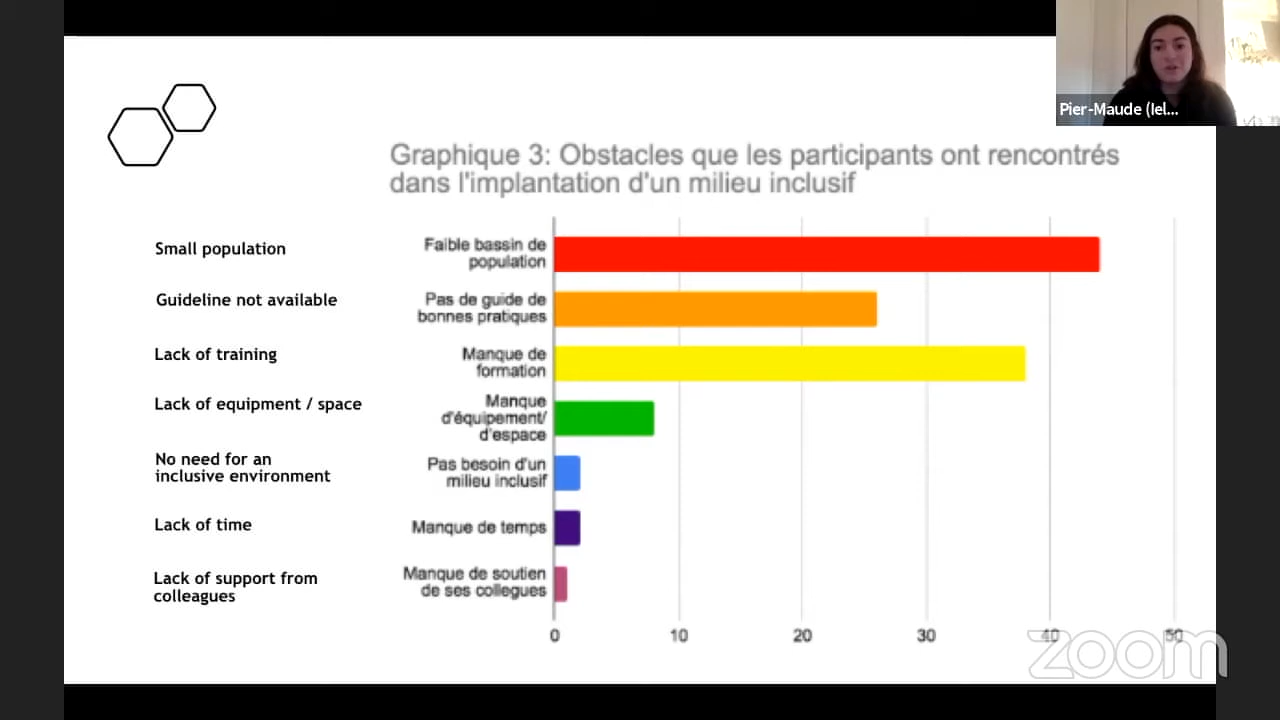 Pier-Maude (Iel...
Graphique 3: Obstacles que les participants ont rencontrés
dans l'implantation d'un milieu inclusif
Small population
Faible bassin de
population
Guideline not available
Pas de guide de
bonnes pratiques
Lack of training
Manque de
formation
Lack of equipment / space
Manque
d'équipement/
d'espace
No need for an
inclusive environment
Pas besoin d'un
milieu inclusif
Lack of time
Manque de temps
Lack of support from
colleagues
Manque de soutien
de ses collegues
0 10 20 30 40 50
zoom